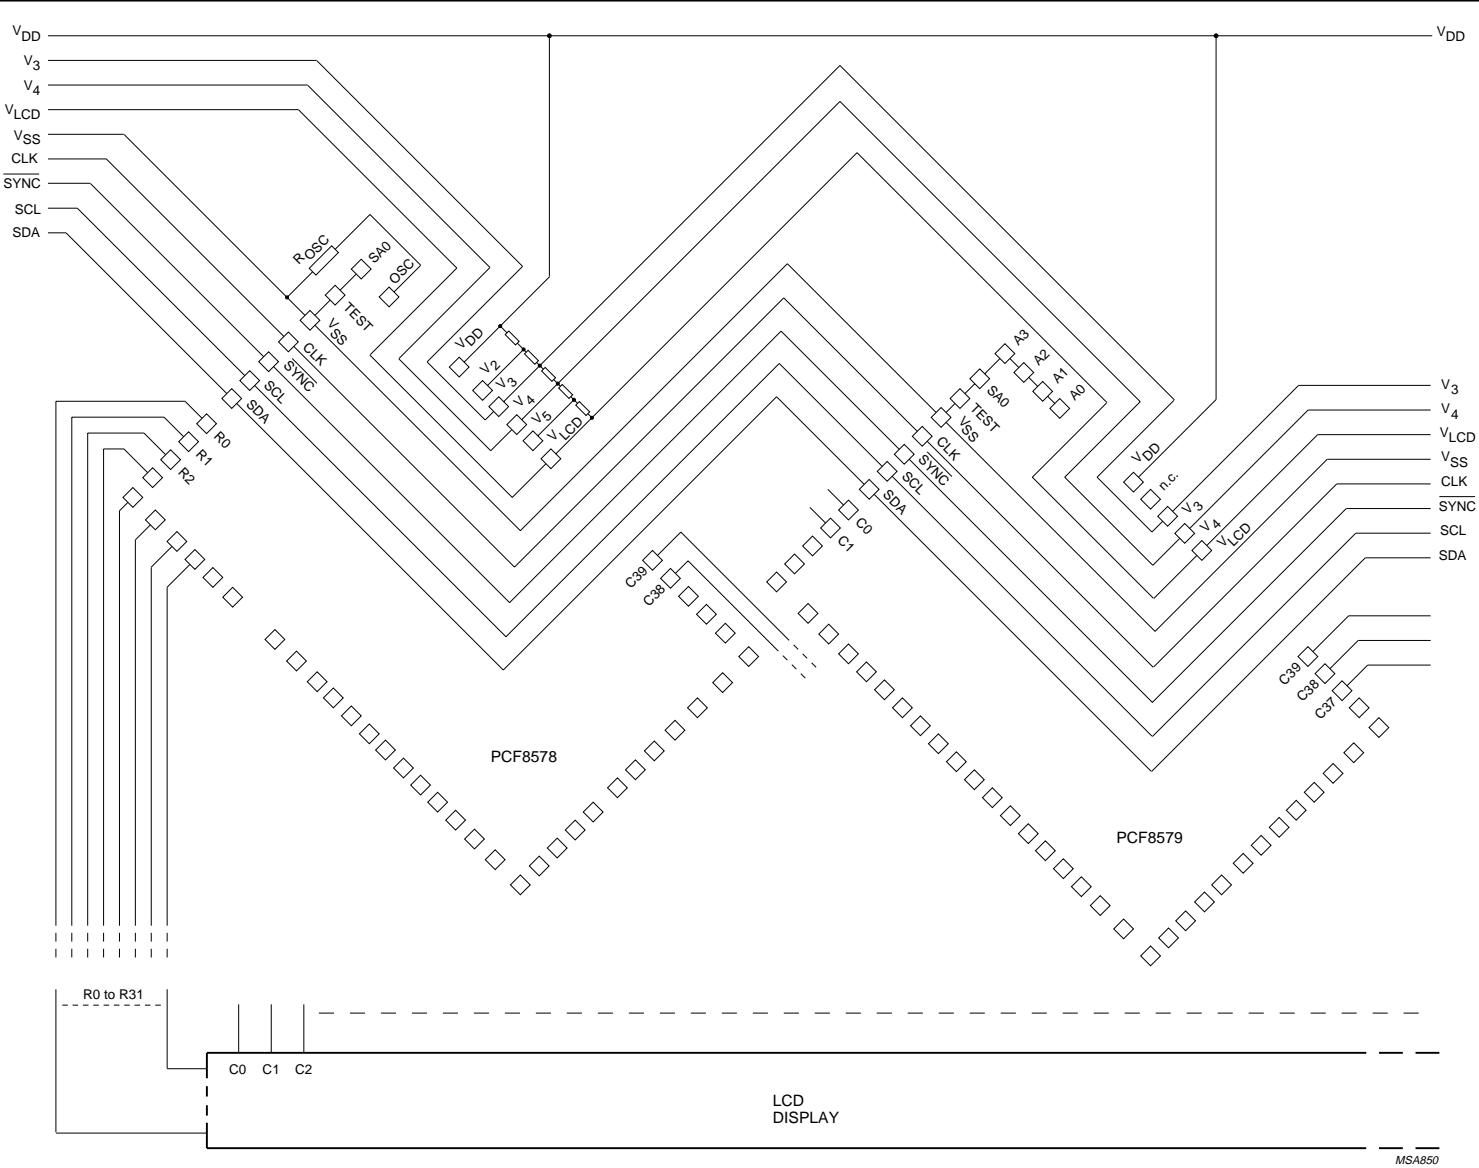 VDD
V3
V4
VLCD
VSS
CLK
SYNC
SCL
SDA
VDD
ROSC
SA0
OSC
TEST
VSS
CLK
SYNC
SCL
SDA
R0
R1
R2
VDD
V2
V3
V4
V5
VLCD
A3
A2
A1
A0
SA0
TEST
VSS
CLK
SYNC
SCL
SDA
C0
C1
VDD
n.c.
V3
V4
VLCD
V3
V4
VLCD
VSS
CLK
SYNC
SCL
SDA
C39
C38
C39
C38
C37
PCF8578
PCF8579
R0 to R31
C0 C1 C2
LCD
DISPLAY
MSA850